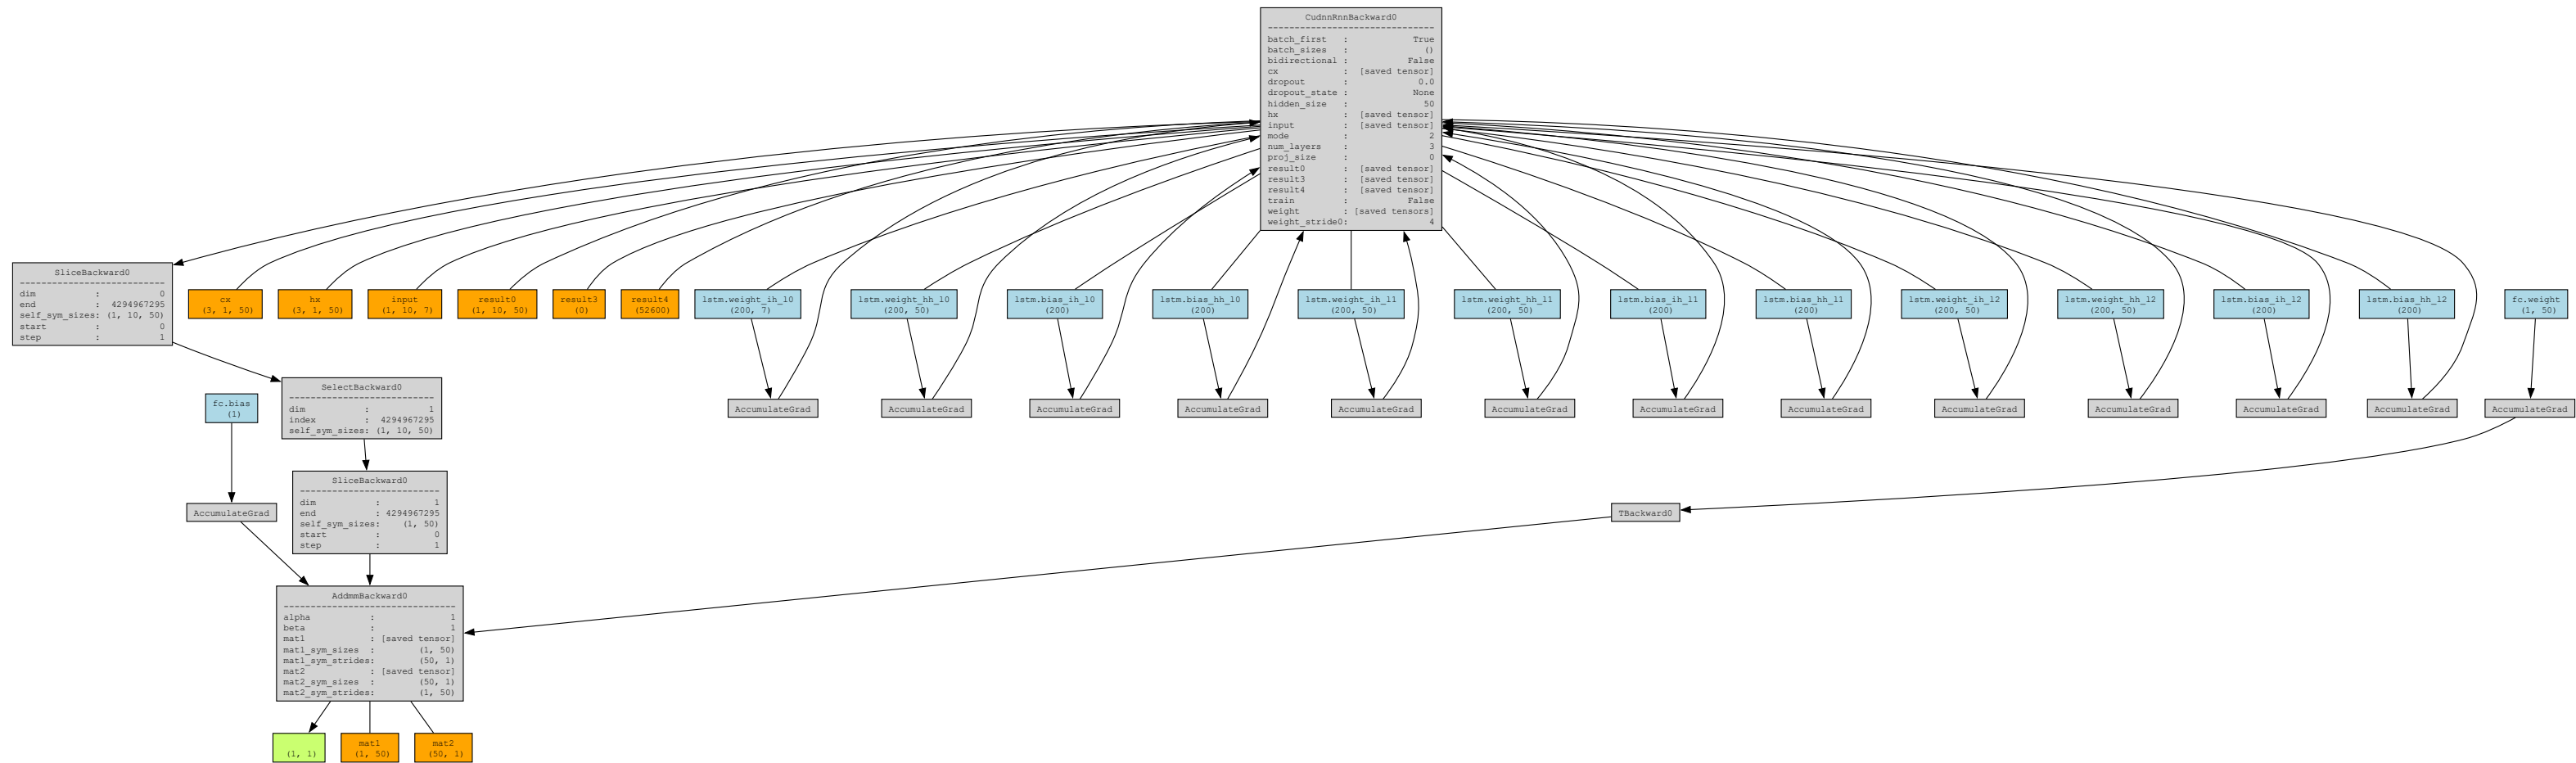 CudnnRnnBackward0
--------------------------------
batch_first   :             True
batch_sizes   :               ()
bidirectional :            False
cx            :   [saved tensor]
dropout       :              0.0
dropout_state :             None
hidden_size   :               50
hx            :   [saved tensor]
input         :   [saved tensor]
mode          :                2
num_layers    :                3
proj_size     :                0
result0       :   [saved tensor]
result3       :   [saved tensor]
result4       :   [saved tensor]
train         :            False
weight        :  [saved tensors]
weight_stride0:                4
SliceBackward0
---------------------------
dim           :           0
end           :  4294967295
self_sym_sizes: (1, 10, 50)
start         :           0
step          :           1
cx
(3, 1, 50)
hx
(3, 1, 50)
input
(1, 10, 7)
result0
(1, 10, 50)
result3
(0)
result4
(52600)
lstm.weight_ih_l0
(200, 7)
lstm.weight_hh_l0
(200, 50)
lstm.bias_ih_l0
(200)
lstm.bias_hh_l0
(200)
lstm.weight_ih_l1
(200, 50)
lstm.weight_hh_l1
(200, 50)
lstm.bias_ih_l1
(200)
lstm.bias_hh_l1
(200)
lstm.weight_ih_l2
(200, 50)
lstm.weight_hh_l2
(200, 50)
lstm.bias_ih_l2
(200)
lstm.bias_hh_l2
(200)
fc.weight
(1, 50)
fc.bias
(1)
SelectBackward0
---------------------------
dim           :           1
index         :  4294967295
self_sym_sizes: (1, 10, 50)
AccumulateGrad
AccumulateGrad
AccumulateGrad
AccumulateGrad
AccumulateGrad
AccumulateGrad
AccumulateGrad
AccumulateGrad
AccumulateGrad
AccumulateGrad
AccumulateGrad
AccumulateGrad
AccumulateGrad
AccumulateGrad
SliceBackward0
--------------------------
dim           :          1
end           : 4294967295
self_sym_sizes:    (1, 50)
start         :          0
step          :          1
TBackward0
AddmmBackward0
--------------------------------
alpha           :              1
beta            :              1
mat1            : [saved tensor]
mat1_sym_sizes  :        (1, 50)
mat1_sym_strides:        (50, 1)
mat2            : [saved tensor]
mat2_sym_sizes  :        (50, 1)
mat2_sym_strides:        (1, 50)
(1, 1)
mat1
(1, 50)
mat2
(50, 1)